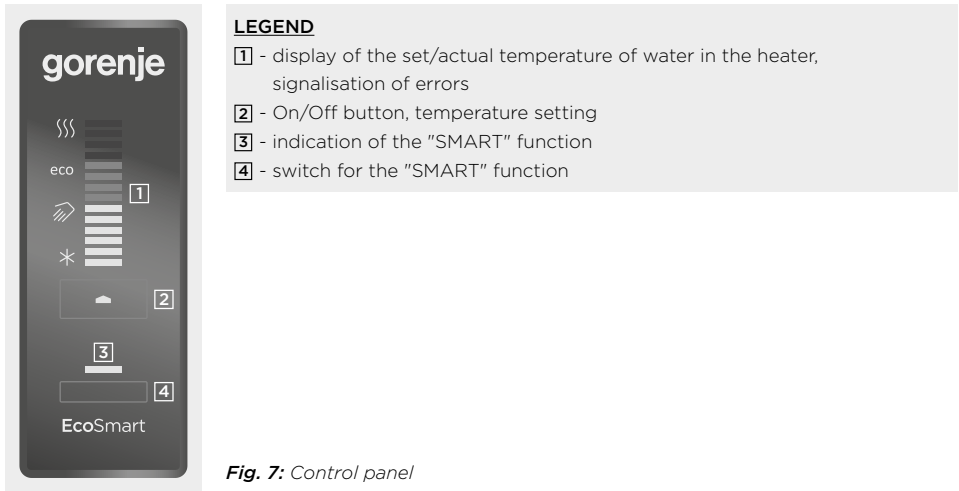 gorenje
eco
1
2
3
4
EcoSmart
LEGEND
1 - display of the set/actual temperature of water in the heater,
signalisation of errors
2 - On/Off button, temperature setting
3 - indication of the "SMART" function
4 - switch for the "SMART" function
Fig. 7: Control panel